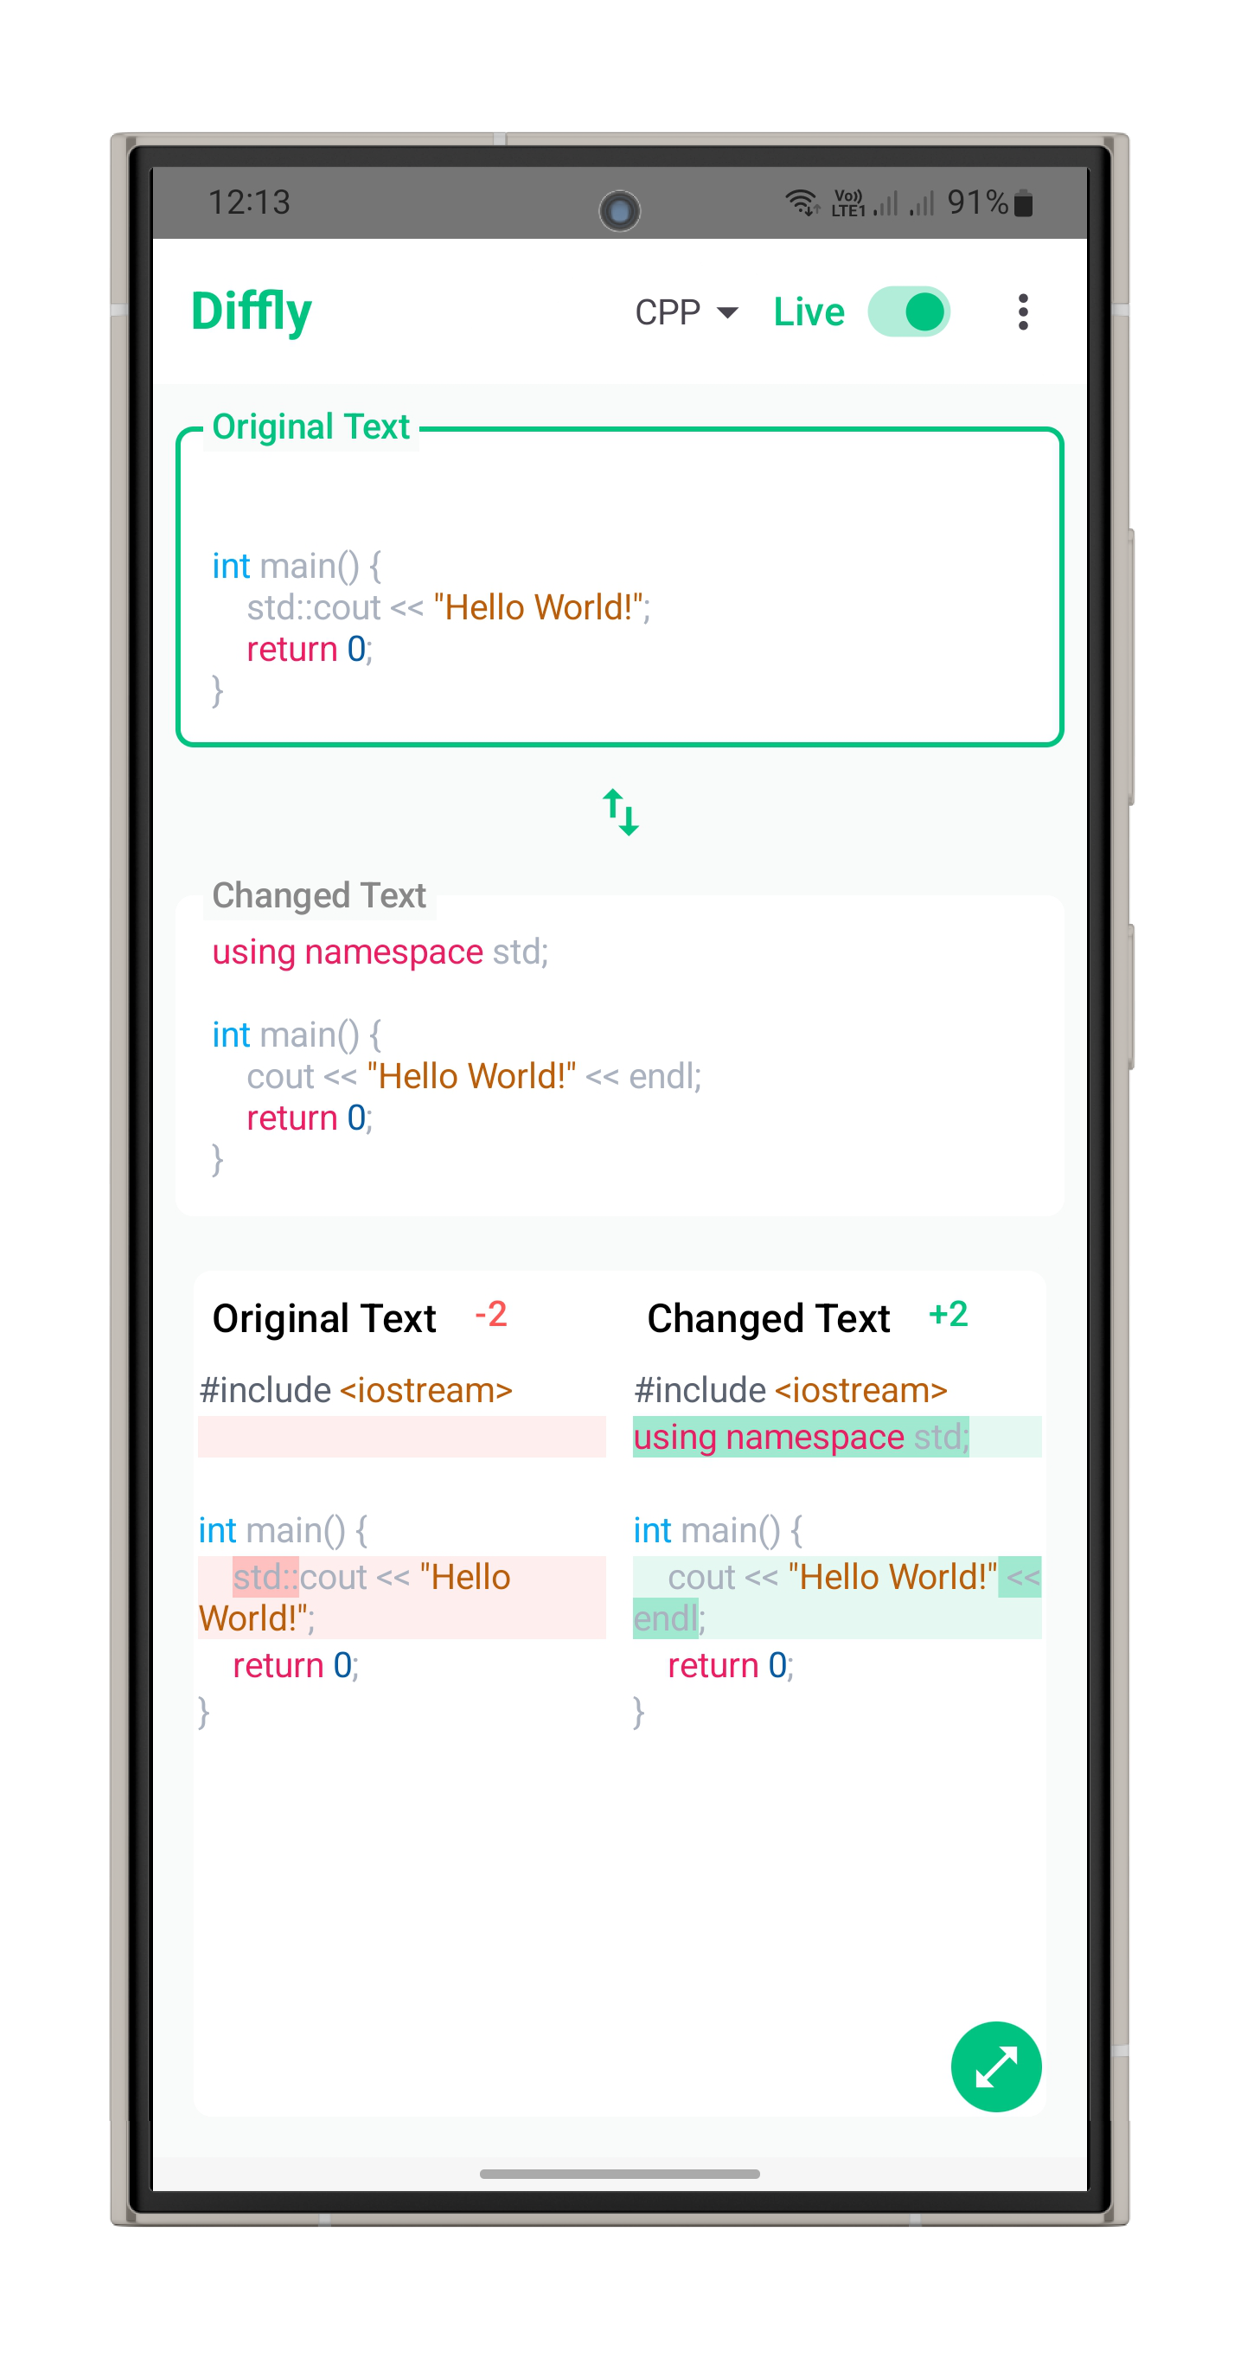 12:13 Vo)) LTE1 91%
Diffly CPP Live
Original Text
int main() {
std::cout << "Hello World!";
return 0;
}
Changed Text
using namespace std;
int main() {
cout << "Hello World!" << endl;
return 0;
}
Original Text -2
#include <iostream>
int main() {
std::cout << "Hello
World!";
return 0;
}
Changed Text +2
#include <iostream>
using namespace std;
int main() {
cout << "Hello World!" <<
endl;
return 0;
}